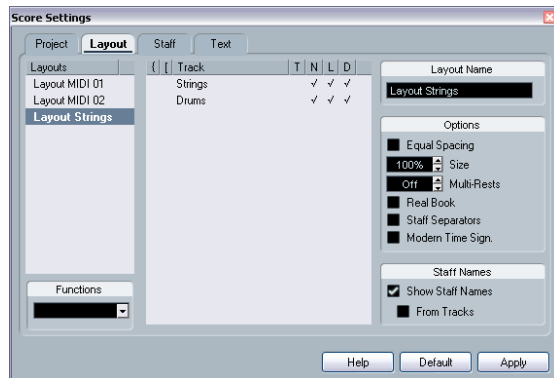 Score Settings
Project Layout Staff Text
Layouts
Layout MIDI 01
Layout MIDI 02
Layout Strings
Functions
{ [ Track T N L D
Strings ✓ ✓ ✓
Drums ✓ ✓ ✓
Layout Name
Layout Strings
Options
Equal Spacing
100% Size
Off Multi-Rests
Real Book
Staff Separators
Modern Time Sign.
Staff Names
Show Staff Names
From Tracks
Help Default Apply